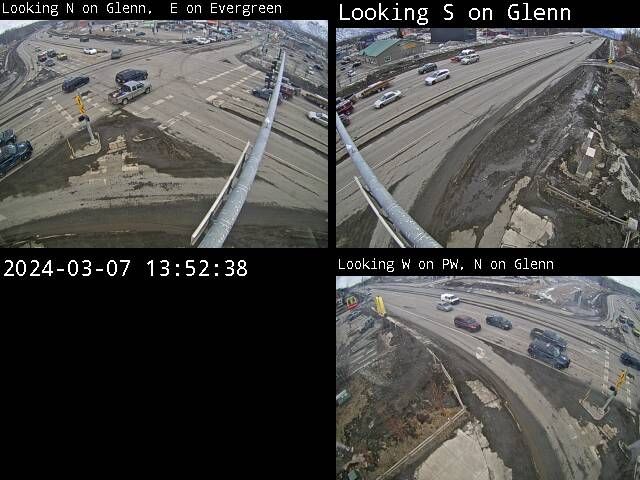 Looking N on Glenn,  E on Evergreen
Looking S on Glenn
2024-03-07 13:52:38
Looking W on PW, N on Glenn